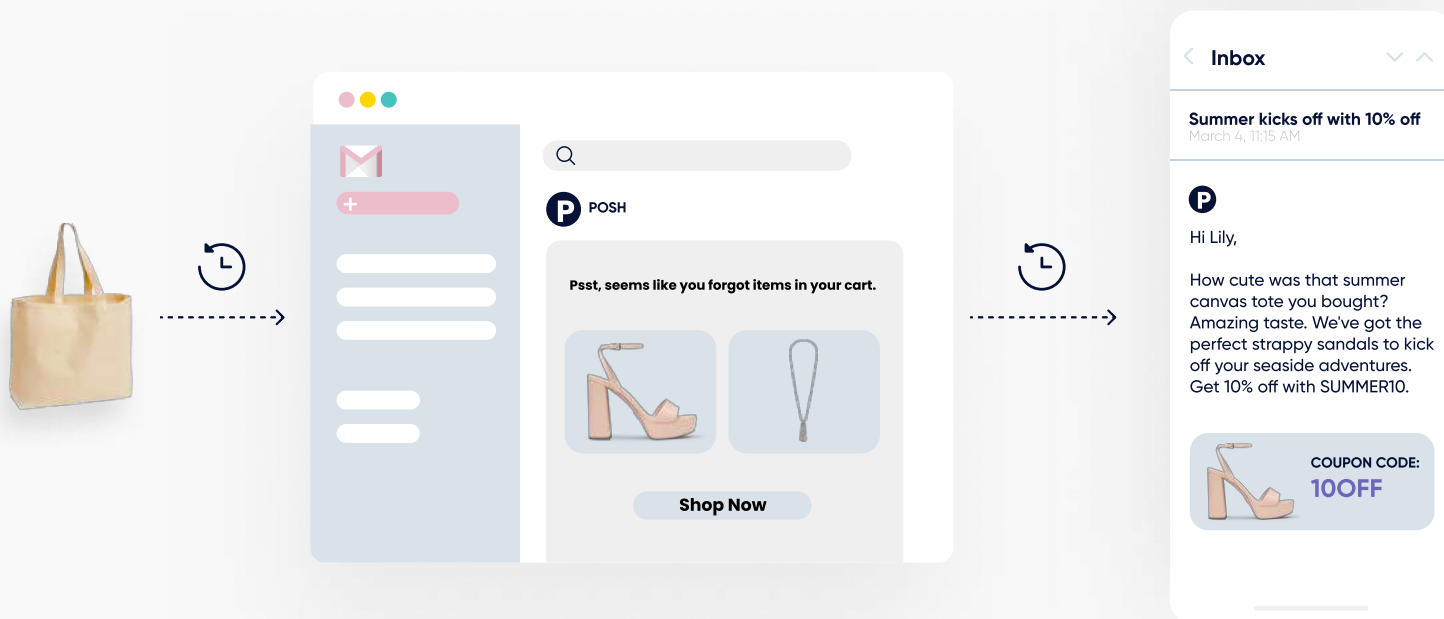 P POSH
Psst, seems like you forgot items in your cart.
Shop Now
Inbox
Summer kicks off with 10% off
March 4, 11:15 AM
P
Hi Lily,
How cute was that summer
canvas tote you bought?
Amazing taste. We've got the
perfect strappy sandals to kick
off your seaside adventures.
Get 10% off with SUMMER10.
COUPON CODE:
10OFF